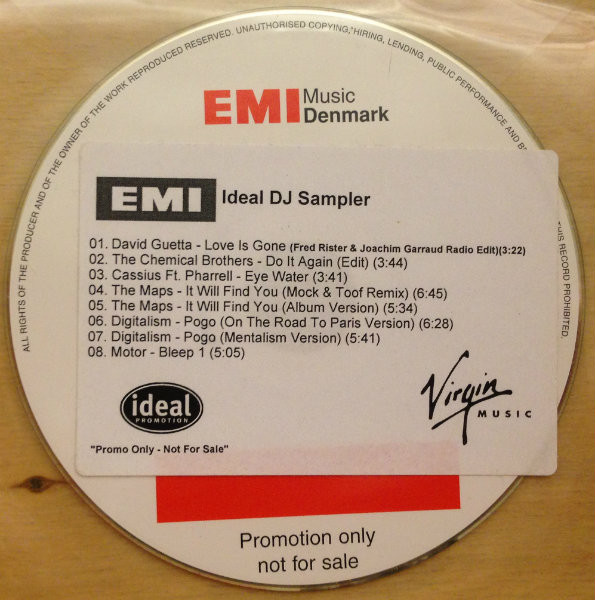 ALL RIGHTS OF THE PRODUCER AND OF THE OWNER OF THE WORK REPRODUCED RESERVED. UNAUTHORISED COPYING, HIRING, LENDING, PUBLIC PERFORMANCE AND
THIS RECORD PROHIBITED.
EMI Music
Denmark
EMI Ideal DJ Sampler
01. David Guetta - Love Is Gone (Fred Rister & Joachim Garraud Radio Edit)(3:22)
02. The Chemical Brothers - Do It Again (Edit) (3:44)
03. Cassius Ft. Pharrell - Eye Water (3:41)
04. The Maps - It Will Find You (Mock & Toof Remix) (6:45)
05. The Maps - It Will Find You (Album Version) (5:34)
06. Digitalism - Pogo (On The Road To Paris Version) (6:28)
07. Digitalism - Pogo (Mentalism Version) (5:41)
08. Motor - Bleep 1 (5:05)
ideal
PROMOTION
Virgin
MUSIC
"Promo Only - Not For Sale"
Promotion only
not for sale